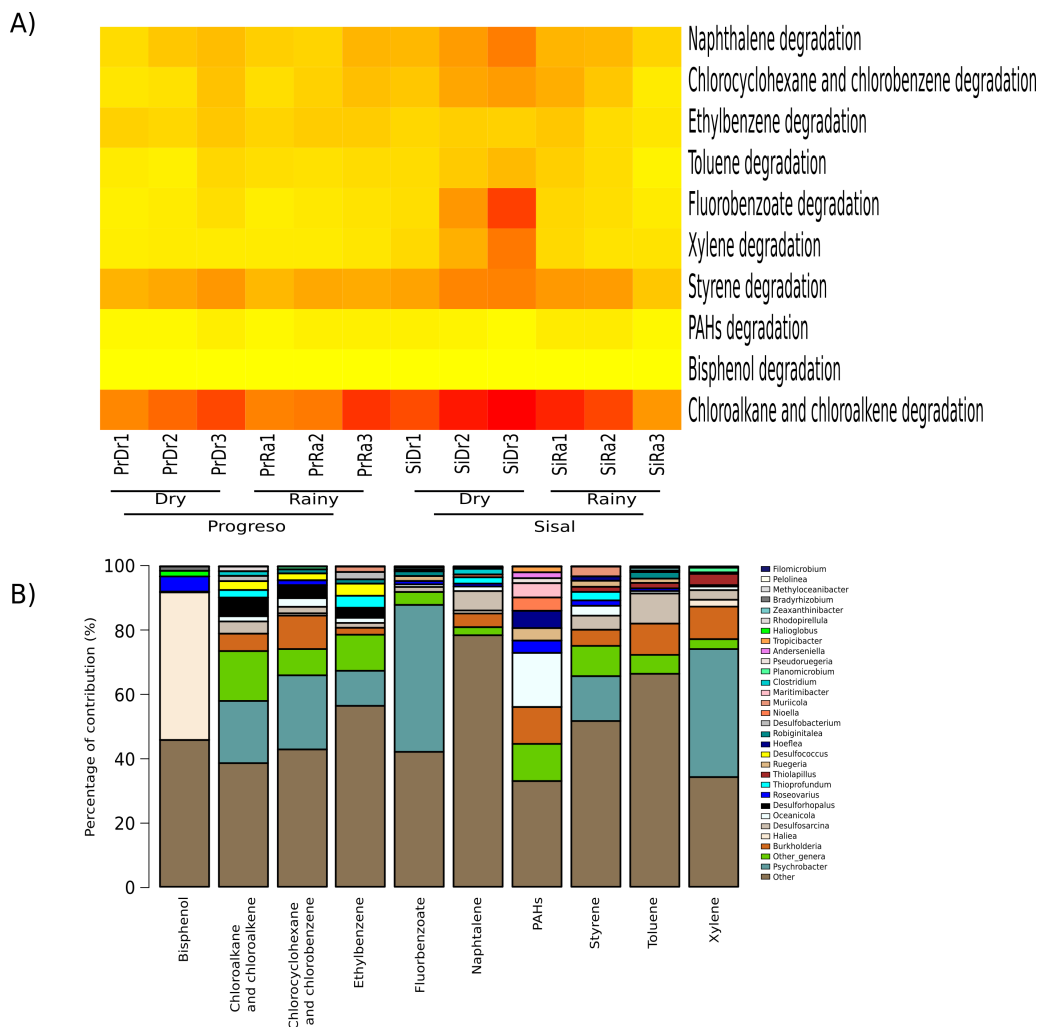 A)
Naphthalene degradation
Chlorocyclohexane and chlorobenzene degradation
Ethylbenzene degradation
Toluene degradation
Fluorobenzoate degradation
Xylene degradation
Styrene degradation
PAHs degradation
Bisphenol degradation
Chloroalkane and chloroalkene degradation
PrDr1 PrDr2 PrDr3 PrRa1 PrRa2 PrRa3 SiDr1 SiDr2 SiDr3 SiRa1 SiRa2 SiRa3
Dry Rainy Dry Rainy
Progreso Sisal
B)
Percentage of contribution (%)
100
80
60
40
20
0
Bisphenol
Chloroalkane
and chloroalkene
Chlorocyclohexane
and chlorobenzene
Ethylbenzene
Fluorbenzoate
Naphtalene
PAHs
Styrene
Toluene
Xylene
Filomicrobium
Pelolinea
Methyloceanibacter
Bradyrhizobium
Zeaxanthinibacter
Rhodopirellula
Halioglobus
Tropicibacter
Anderseniella
Pseudoruegeria
Planomicrobium
Clostridium
Maritimibacter
Muriicola
Nioella
Desulfobacterium
Robiginitalea
Hoeflea
Desulfococcus
Ruegeria
Thiolapillus
Thioprofundum
Roseovarius
Desulforhopalus
Oceanicola
Desulfosarcina
Haliea
Burkholderia
Other_genera
Psychrobacter
Other